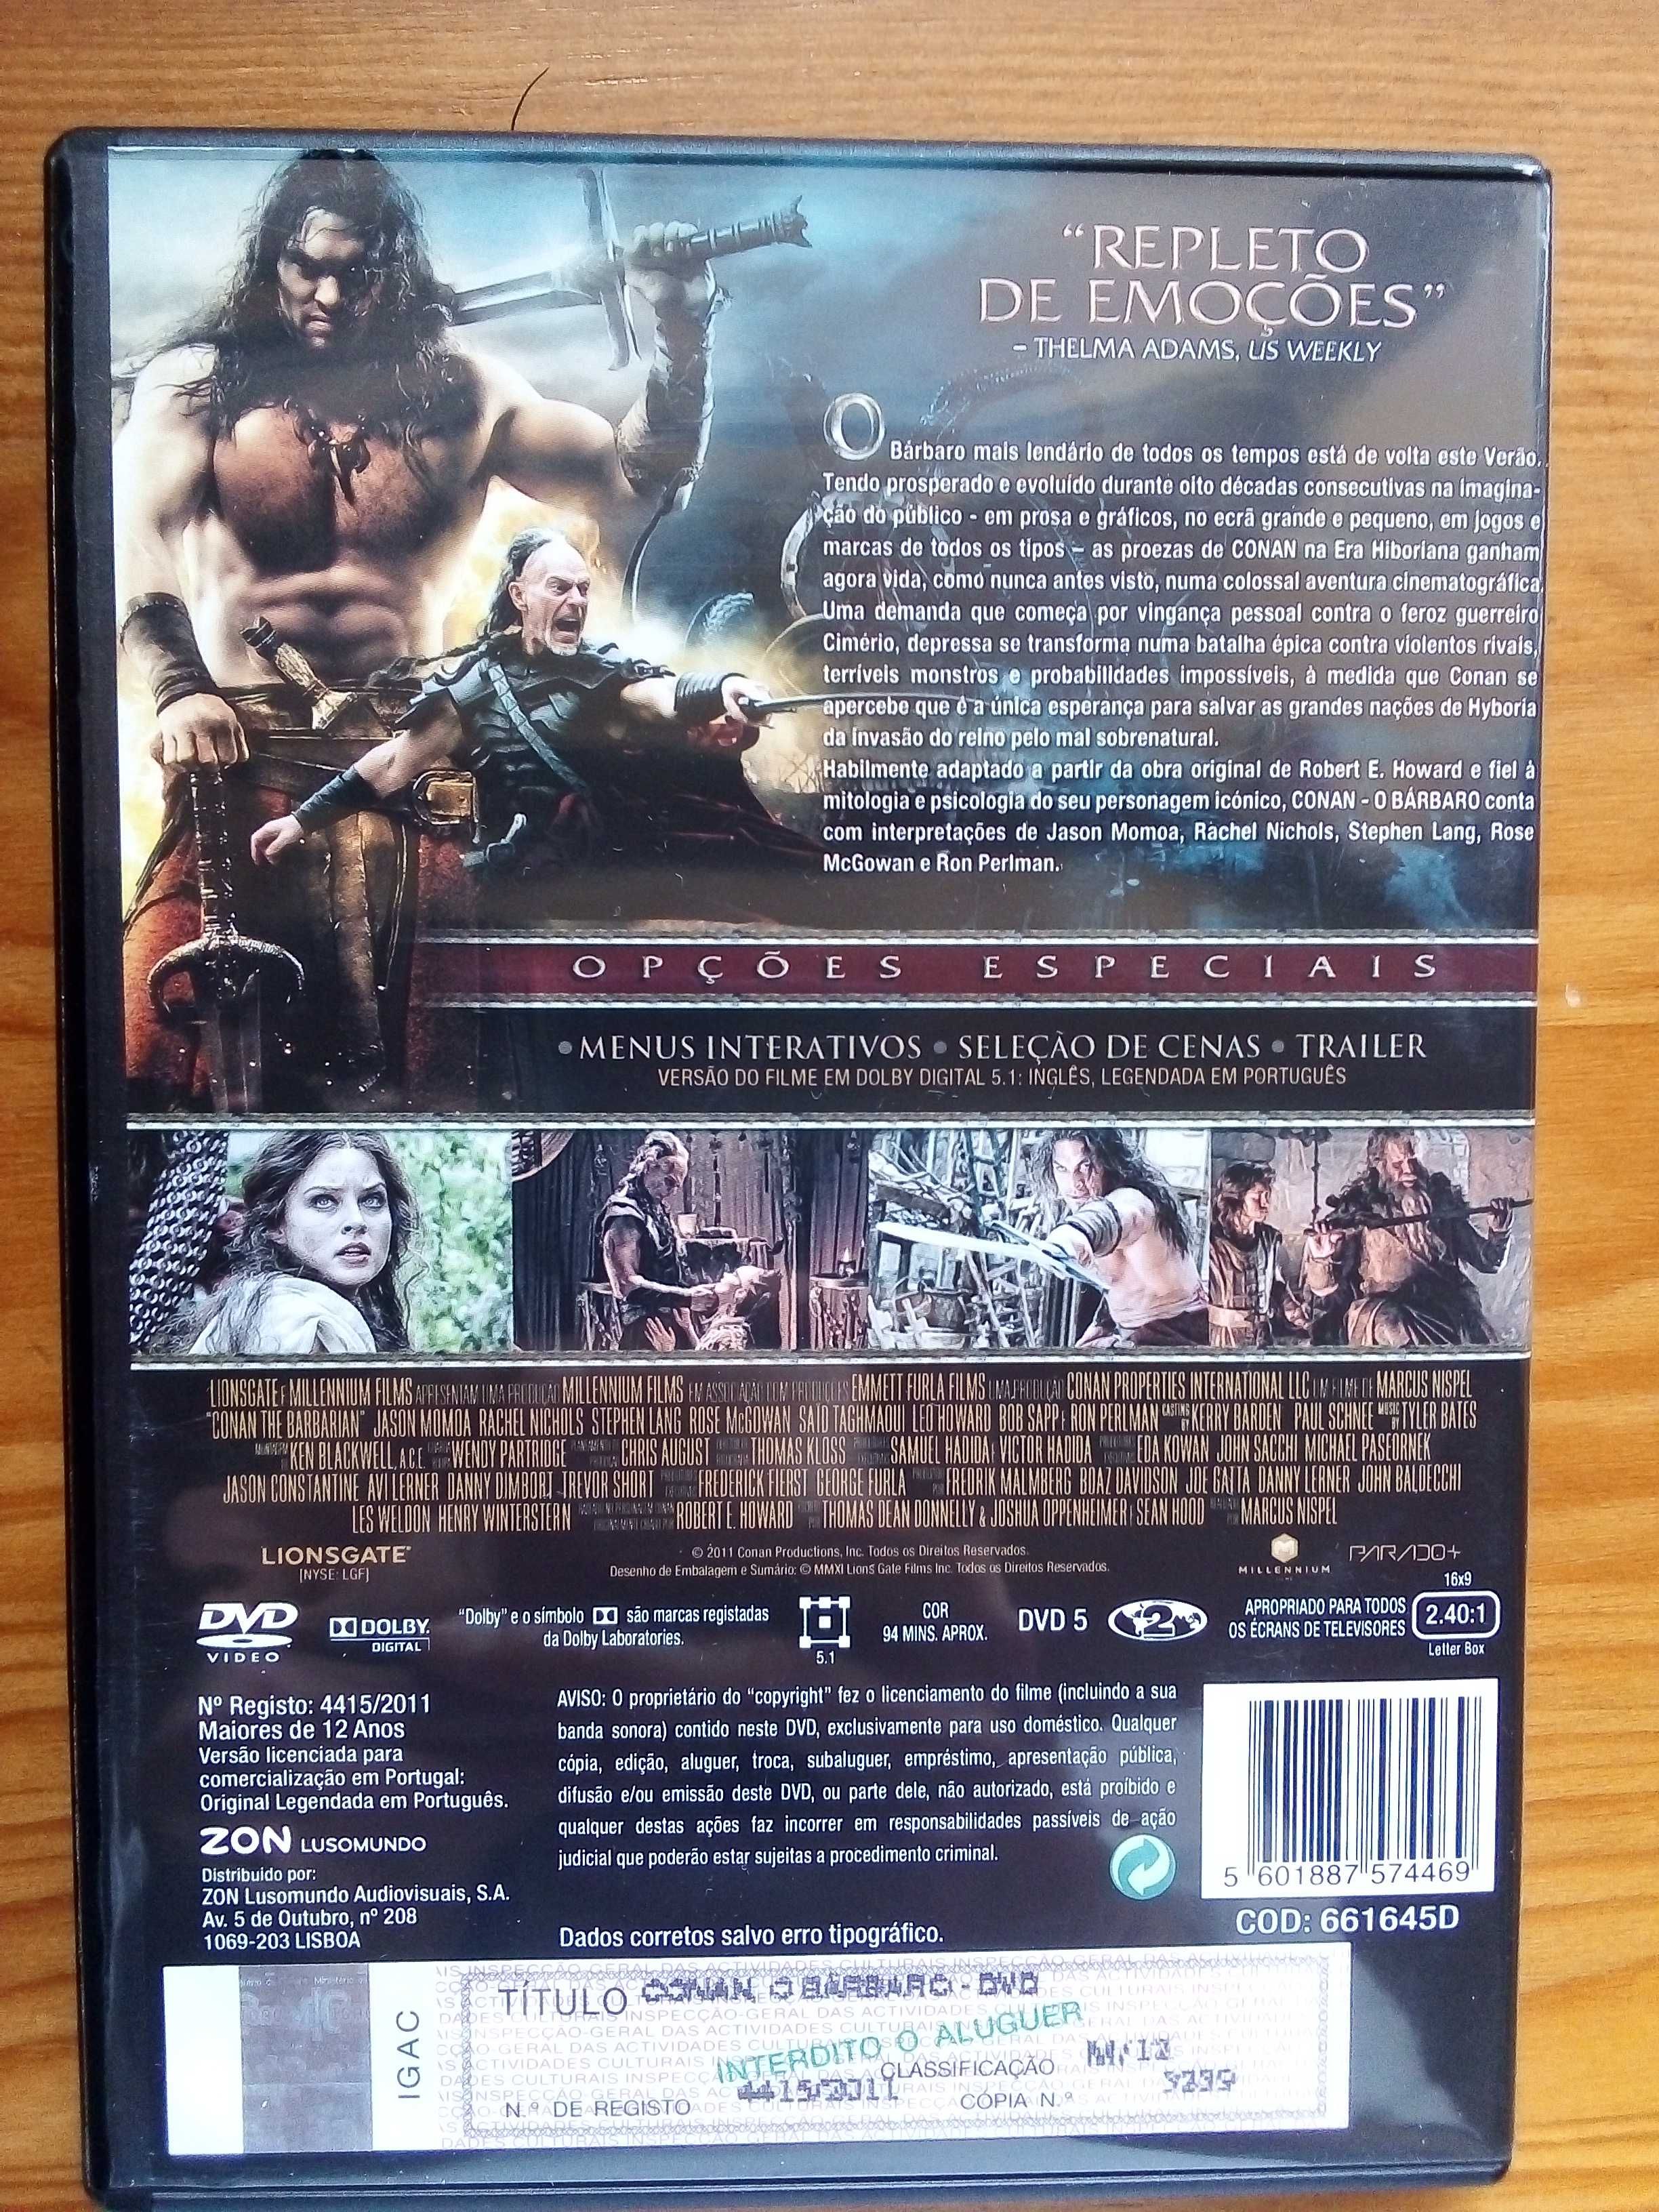 “REPLETO
DE EMOÇÕES”
– THELMA ADAMS, US WEEKLY
O Bárbaro mais lendário de todos os tempos está de volta este Verão.
Tendo prosperado e evoluído durante oito décadas consecutivas na imagina-
ção do público - em prosa e gráficos, no ecrã grande e pequeno, em jogos e
marcas de todos os tipos – as proezas de CONAN na Era Hiboriana ganham
agora vida, como nunca antes visto, numa colossal aventura cinematográfica.
Uma demanda que começa por vingança pessoal contra o feroz guerreiro
Cimério, depressa se transforma numa batalha épica contra violentos rivais,
terríveis monstros e probabilidades impossíveis, à medida que Conan se
apercebe que é a única esperança para salvar as grandes nações de Hyboria
da invasão do reino pelo mal sobrenatural.
Habilmente adaptado a partir da obra original de Robert E. Howard e fiel à
mitologia e psicologia do seu personagem icónico, CONAN - O BÁRBARO conta
com interpretações de Jason Momoa, Rachel Nichols, Stephen Lang, Rose
McGowan e Ron Perlman.
OPÇÕES ESPECIAIS
•MENUS INTERATIVOS • SELEÇÃO DE CENAS • TRAILER
VERSÃO DO FILME EM DOLBY DIGITAL 5.1: INGLÊS, LEGENDADA EM PORTUGUÊS
LIONSGATE E MILLENNIUM FILMS APRESENTAM UMA PRODUÇÃO MILLENNIUM FILMS EM ASSOCIAÇÃO COM PRODUCÇÕES EMMETT FURLA FILMS UMA PRODUÇÃO CONAN PROPERTIES INTERNATIONAL LLC UM FILME DE MARCUS NISPEL
“CONAN THE BARBARIAN” JASON MOMOA RACHEL NICHOLS STEPHEN LANG ROSE McGOWAN SAÏD TAGHMAOUI LEO HOWARD BOB SAPP E RON PERLMAN CASTING BY KERRY BARDEN PAUL SCHNEE MUSIC BY TYLER BATES
KEN BLACKWELL, A.C.E. WENDY PARTRIDGE CHRIS AUGUST THOMAS KLOSS SAMUEL HADIDA E VICTOR HADIDA EDA KOWAN JOHN SACCHI MICHAEL PASEORNEK
JASON CONSTANTINE AVI LERNER DANNY DIMBORT TREVOR SHORT FREDERICK FIERST GEORGE FURLA FREDRIK MALMBERG BOAZ DAVIDSON JOE GATTA DANNY LERNER JOHN BALDECCHI
LES WELDON HENRY WINTERSTERN ROBERT E. HOWARD THOMAS DEAN DONNELLY & JOSHUA OPPENHEIMER E SEAN HOOD MARCUS NISPEL
LIONSGATE
[NYSE: LGF]
© 2011 Conan Productions, Inc. Todos os Direitos Reservados.
Desenho de Embalagem e Sumário: © MMXI Lions Gate Films Inc. Todos os Direitos Reservados.
MILLENNIUM
PARADOX
DVD
VIDEO
DOLBY
DIGITAL
“Dolby” e o símbolo são marcas registadas
da Dolby Laboratories.
5.1
COR
94 MINS. APROX.
DVD 5
2
APROPRIADO PARA TODOS
OS ÉCRANS DE TELEVISORES
16x9
2.40:1
Letter Box
Nº Registo: 4415/2011
Maiores de 12 Anos
Versão licenciada para
comercialização em Portugal:
Original Legendada em Português.
ZON LUSOMUNDO
Distribuido por:
ZON Lusomundo Audiovisuais, S.A.
Av. 5 de Outubro, nº 208
1069-203 LISBOA
AVISO: O proprietário do “copyright” fez o licenciamento do filme (incluindo a sua
banda sonora) contido neste DVD, exclusivamente para uso doméstico. Qualquer
cópia, edição, aluguer, troca, subaluguer, empréstimo, apresentação pública,
difusão e/ou emissão deste DVD, ou parte dele, não autorizado, está proíbido e
qualquer destas ações faz incorrer em responsabilidades passíveis de ação
judicial que poderão estar sujeitas a procedimento criminal.
Dados corretos salvo erro tipográfico.
5 601887 574469
COD: 661645D
IGAC
TÍTULO CONAN O BARBARO - DVD
INTERDITO O ALUGUER
CLASSIFICAÇÃO M/12
N.º DE REGISTO 4415/2011
CÓPIA N.º